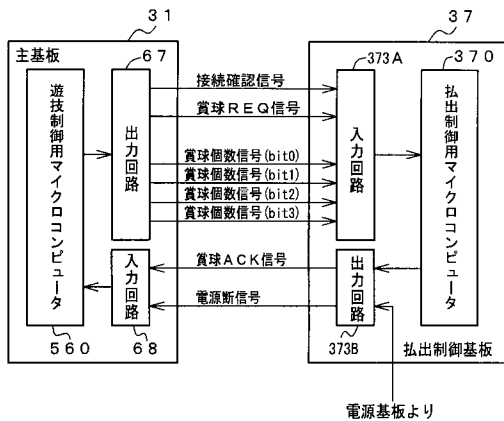 31
37
主基板
67
373A
370
遊技制御用マイクロコンピュータ
出力回路
接続確認信号
賞球REQ信号
賞球個数信号(bit0)
賞球個数信号(bit1)
賞球個数信号(bit2)
賞球個数信号(bit3)
入力回路
払出制御用マイクロコンピュータ
入力回路
賞球ACK信号
電源断信号
出力回路
560
68
373B
払出制御基板
電源基板より